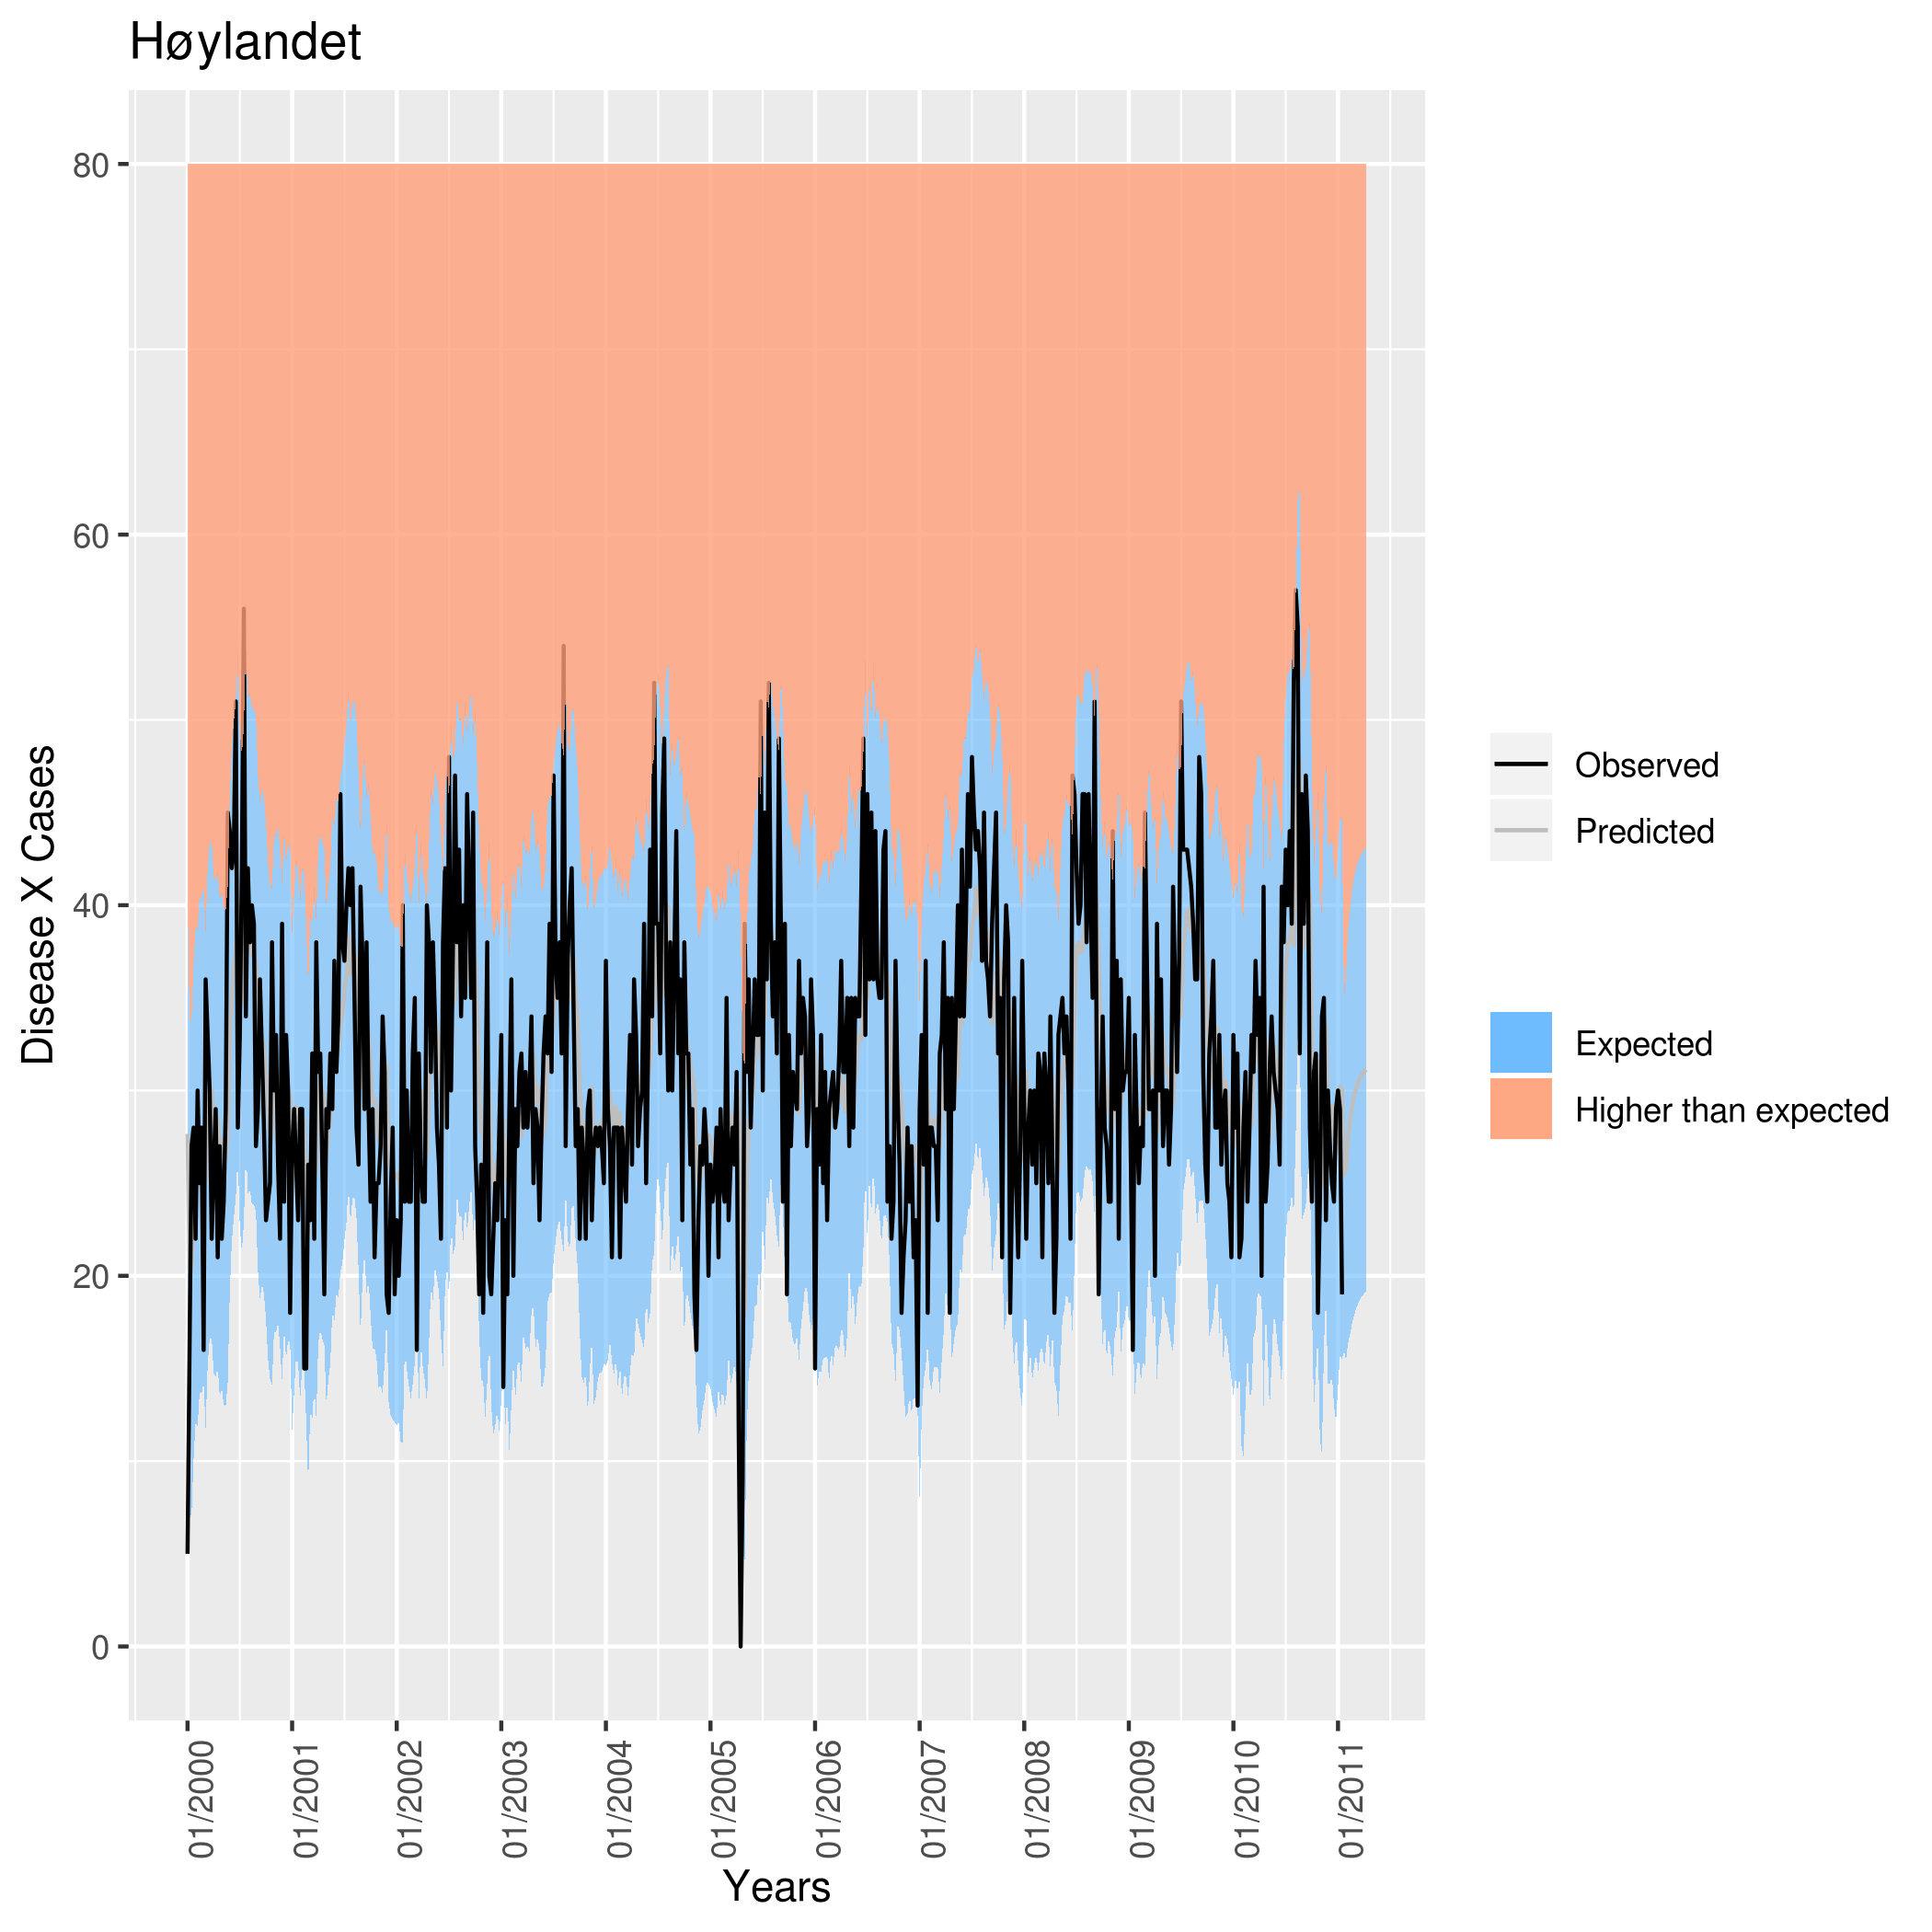 Høylandet
80
60
40
20
0
Disease X Cases
01/2000
01/2001
01/2002
01/2003
01/2004
01/2005
01/2006
01/2007
01/2008
01/2009
01/2010
01/2011
Years
Observed
Predicted
Expected
Higher than expected